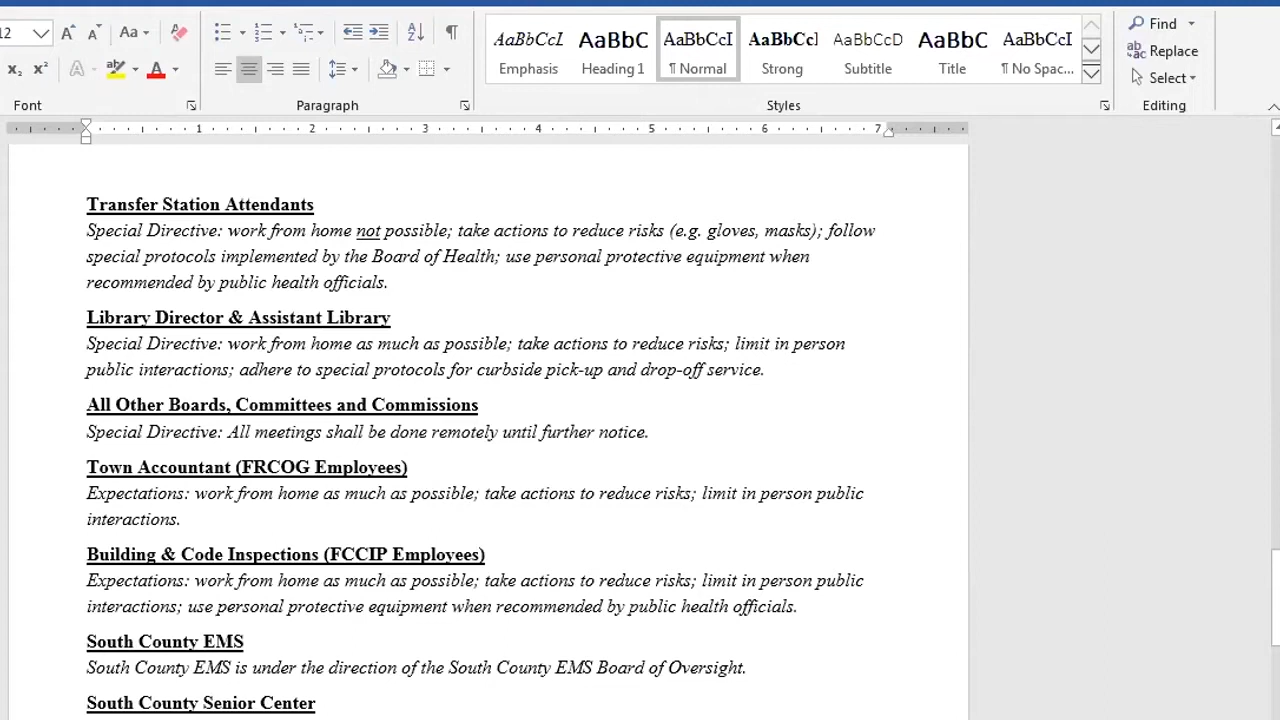 12 Aa
AaBbCcI AaBbC AaBbCcI AaBbCcI AaBbCcD AaBbC AaBbCcI
Emphasis Heading 1 ¶ Normal Strong Subtitle Title ¶ No Spac...
Find
Replace
Select
Font Paragraph Styles Editing
1 2 3 4 5 6 7
Transfer Station Attendants
Special Directive: work from home not possible; take actions to reduce risks (e.g. gloves, masks); follow
special protocols implemented by the Board of Health; use personal protective equipment when
recommended by public health officials.
Library Director & Assistant Library
Special Directive: work from home as much as possible; take actions to reduce risks; limit in person
public interactions; adhere to special protocols for curbside pick-up and drop-off service.
All Other Boards, Committees and Commissions
Special Directive: All meetings shall be done remotely until further notice.
Town Accountant (FRCOG Employees)
Expectations: work from home as much as possible; take actions to reduce risks; limit in person public
interactions.
Building & Code Inspections (FCCIP Employees)
Expectations: work from home as much as possible; take actions to reduce risks; limit in person public
interactions; use personal protective equipment when recommended by public health officials.
South County EMS
South County EMS is under the direction of the South County EMS Board of Oversight.
South County Senior Center